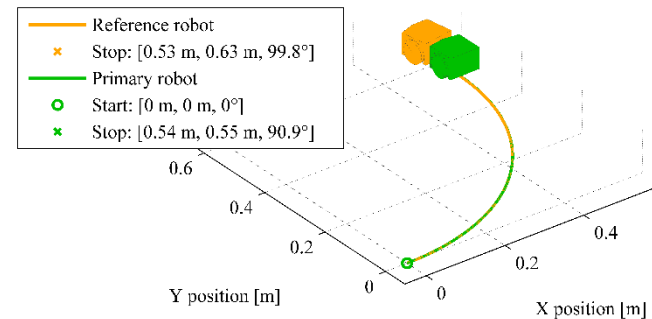 Reference robot
Stop: [0.53 m, 0.63 m, 99.8°]
Primary robot
Start: [0 m, 0 m, 0°]
Stop: [0.54 m, 0.55 m, 90.9°]
0.6
0.4
0.2
0
0
0.2
0.4
Y position [m]
X position [m]